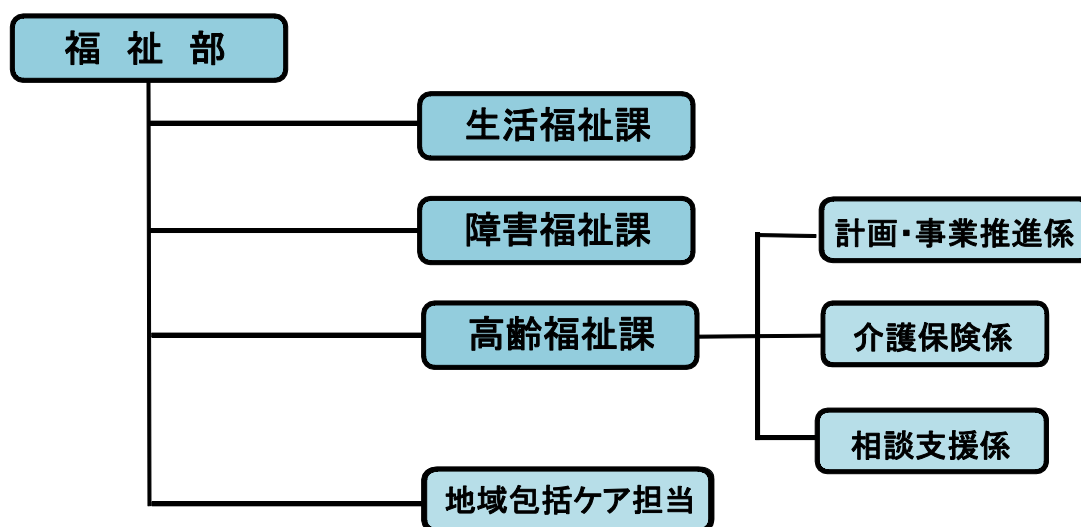 福 祉 部
生活福祉課
障害福祉課
高齢福祉課
計画・事業推進係
介護保険係
相談支援係
地域包括ケア担当